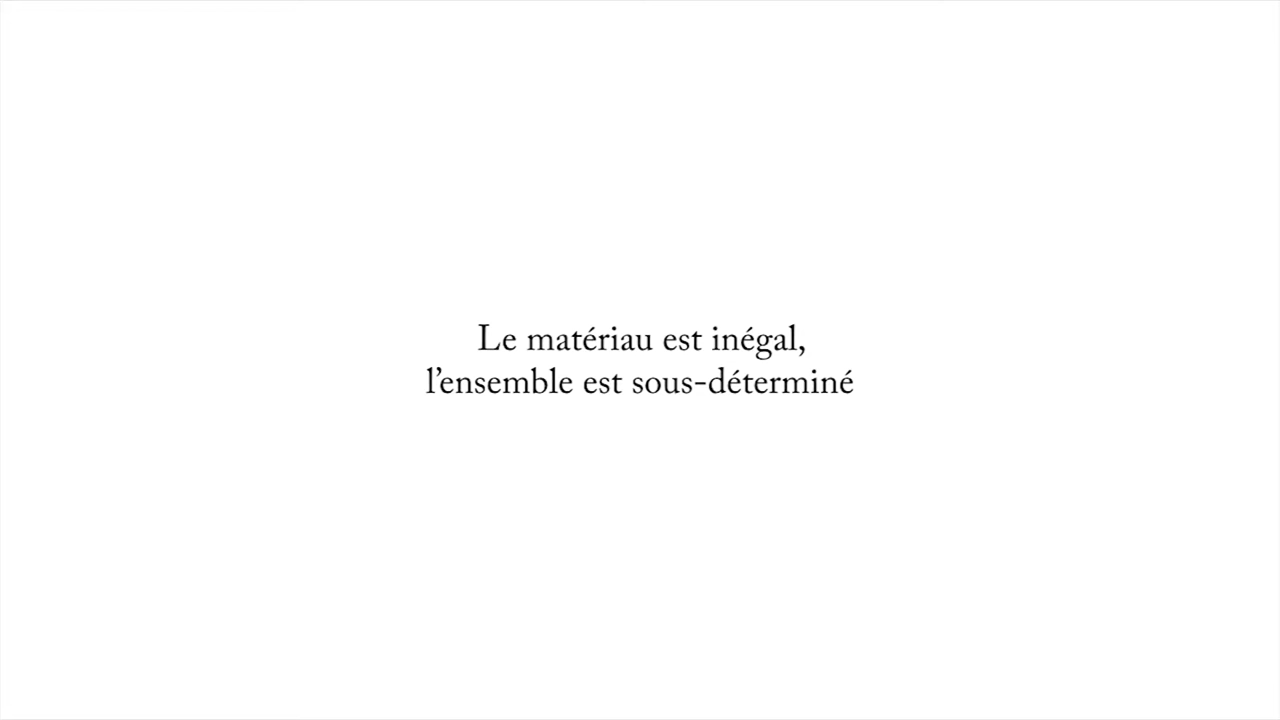 Le matériau est inégal,
l’ensemble est sous-déterminé